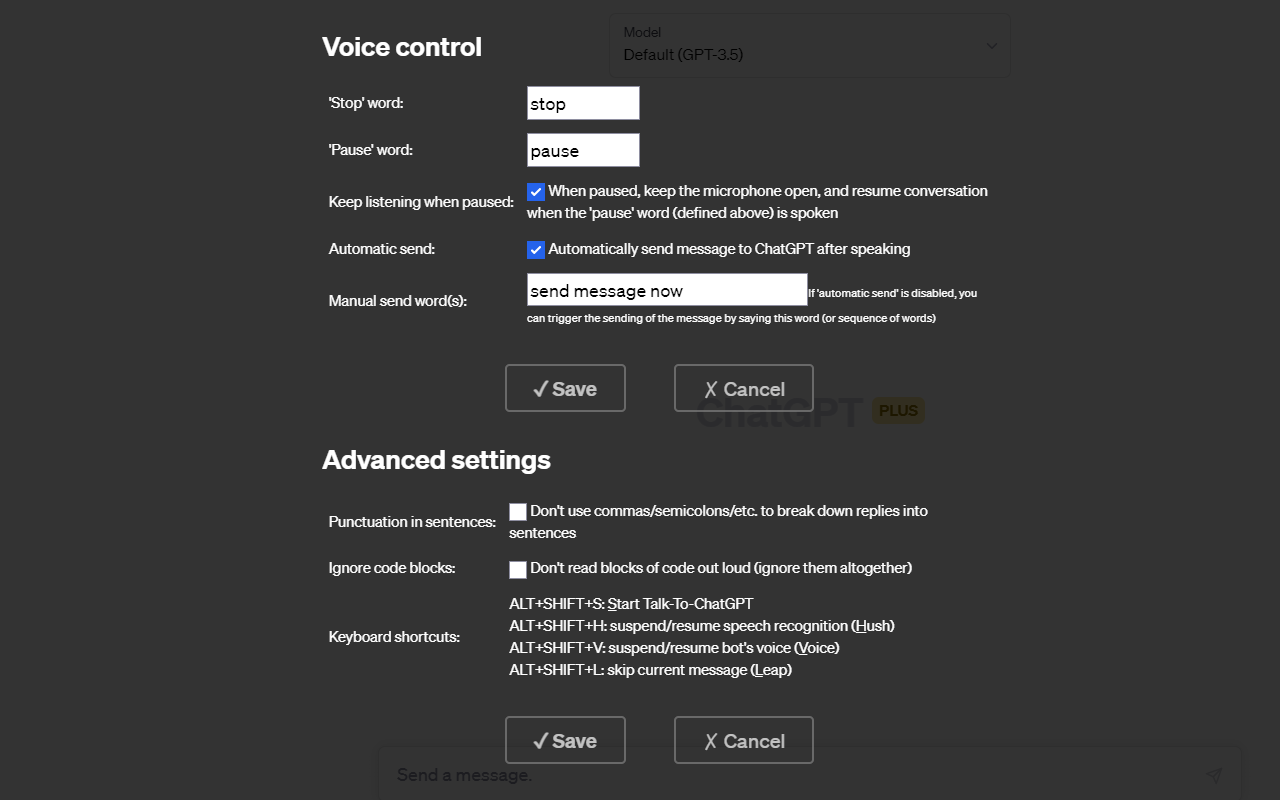 Model
Default (GPT-3.5)
Voice control
'Stop' word:
stop
'Pause' word:
pause
Keep listening when paused:
When paused, keep the microphone open, and resume conversation
when the 'pause' word (defined above) is spoken
Automatic send:
Automatically send message to ChatGPT after speaking
Manual send word(s):
send message now
If 'automatic send' is disabled, you
can trigger the sending of the message by saying this word (or sequence of words)
✓ Save
✗ Cancel
ChatGPT PLUS
Advanced settings
Punctuation in sentences:
Don't use commas/semicolons/etc. to break down replies into
sentences
Ignore code blocks:
Don't read blocks of code out loud (ignore them altogether)
Keyboard shortcuts:
ALT+SHIFT+S: Start Talk-To-ChatGPT
ALT+SHIFT+H: suspend/resume speech recognition (Hush)
ALT+SHIFT+V: suspend/resume bot's voice (Voice)
ALT+SHIFT+L: skip current message (Leap)
✓ Save
✗ Cancel
Send a message.